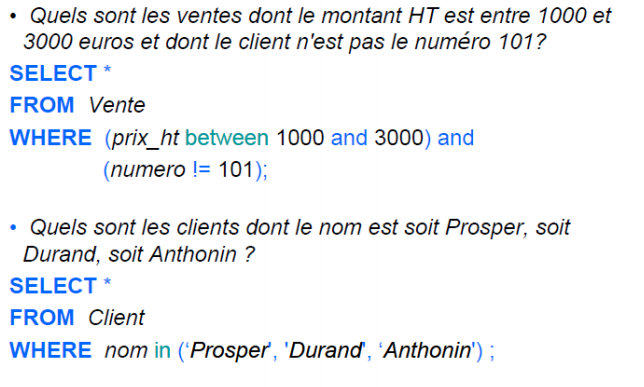 • Quels sont les ventes dont le montant HT est entre 1000 et
3000 euros et dont le client n'est pas le numéro 101?
SELECT *
FROM Vente
WHERE (prix_ht between 1000 and 3000) and
(numero != 101);
• Quels sont les clients dont le nom est soit Prosper, soit
Durand, soit Anthonin ?
SELECT *
FROM Client
WHERE nom in (‘Prosper', 'Durand', ‘Anthonin') ;